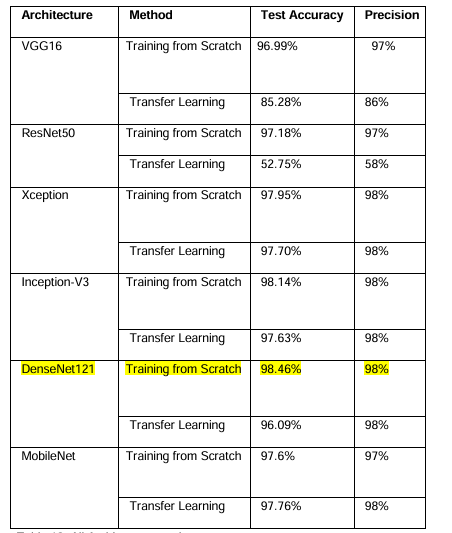 Architecture Method Test Accuracy Precision
VGG16 Training from Scratch 96.99% 97%
Transfer Learning 85.28% 86%
ResNet50 Training from Scratch 97.18% 97%
Transfer Learning 52.75% 58%
Xception Training from Scratch 97.95% 98%
Transfer Learning 97.70% 98%
Inception-V3 Training from Scratch 98.14% 98%
Transfer Learning 97.63% 98%
DenseNet121 Training from Scratch 98.46% 98%
Transfer Learning 96.09% 98%
MobileNet Training from Scratch 97.6% 97%
Transfer Learning 97.76% 98%